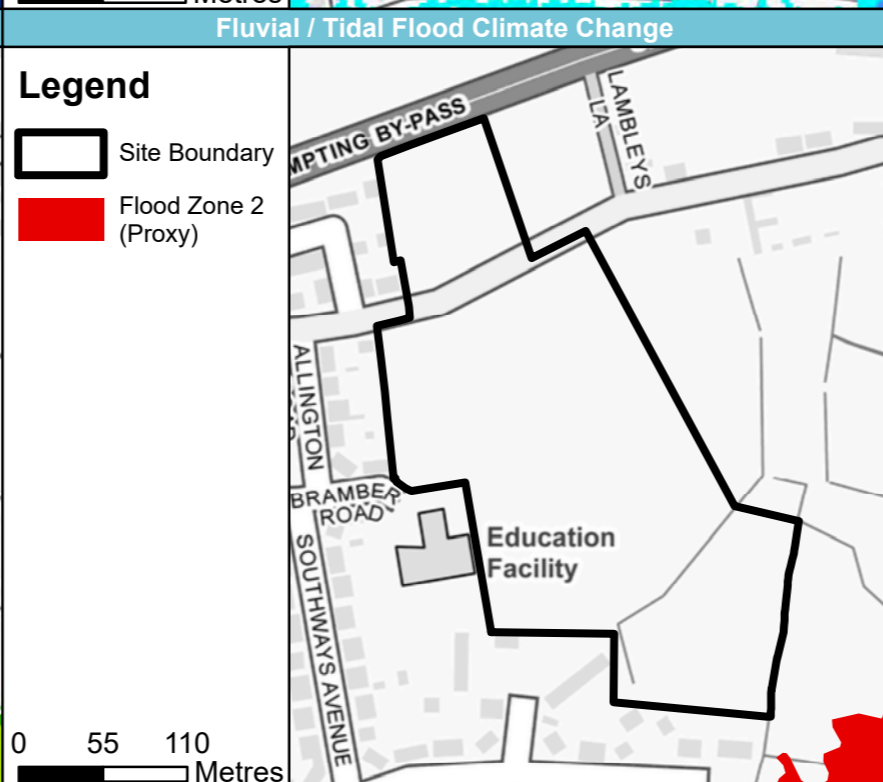 Metres
Fluvial / Tidal Flood Climate Change
Legend
Site Boundary
Flood Zone 2
(Proxy)
0 55 110
Metres
MPTING BY-PASS
LAMBLEYS
LA
ALLINGTON
BRAMBER
ROAD
SOUTHWAYS AVENUE
Education
Facility